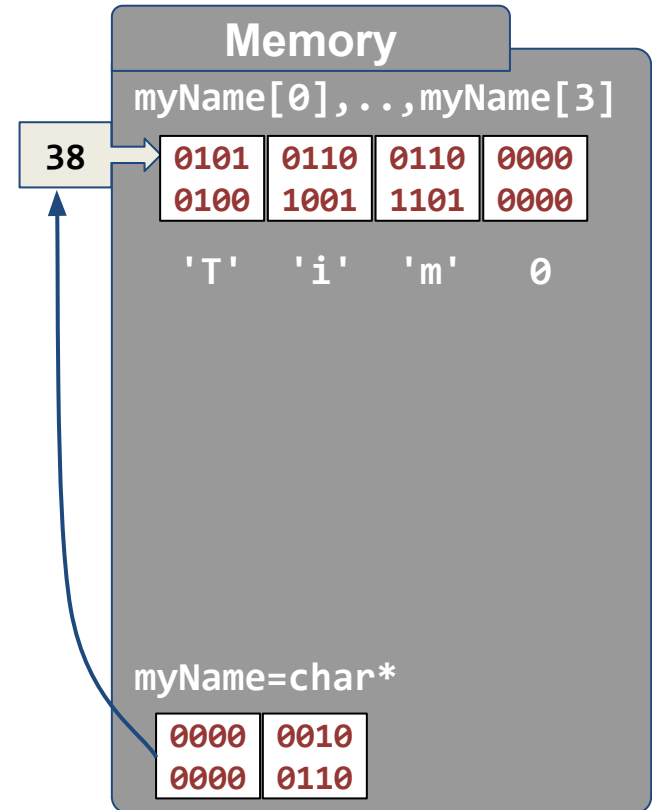 Memory
myName[0],..,myName[3]
38
0101 0110 0110 0000
0100 1001 1101 0000
'T' 'i' 'm' 0
myName=char*
0000 0010
0000 0110